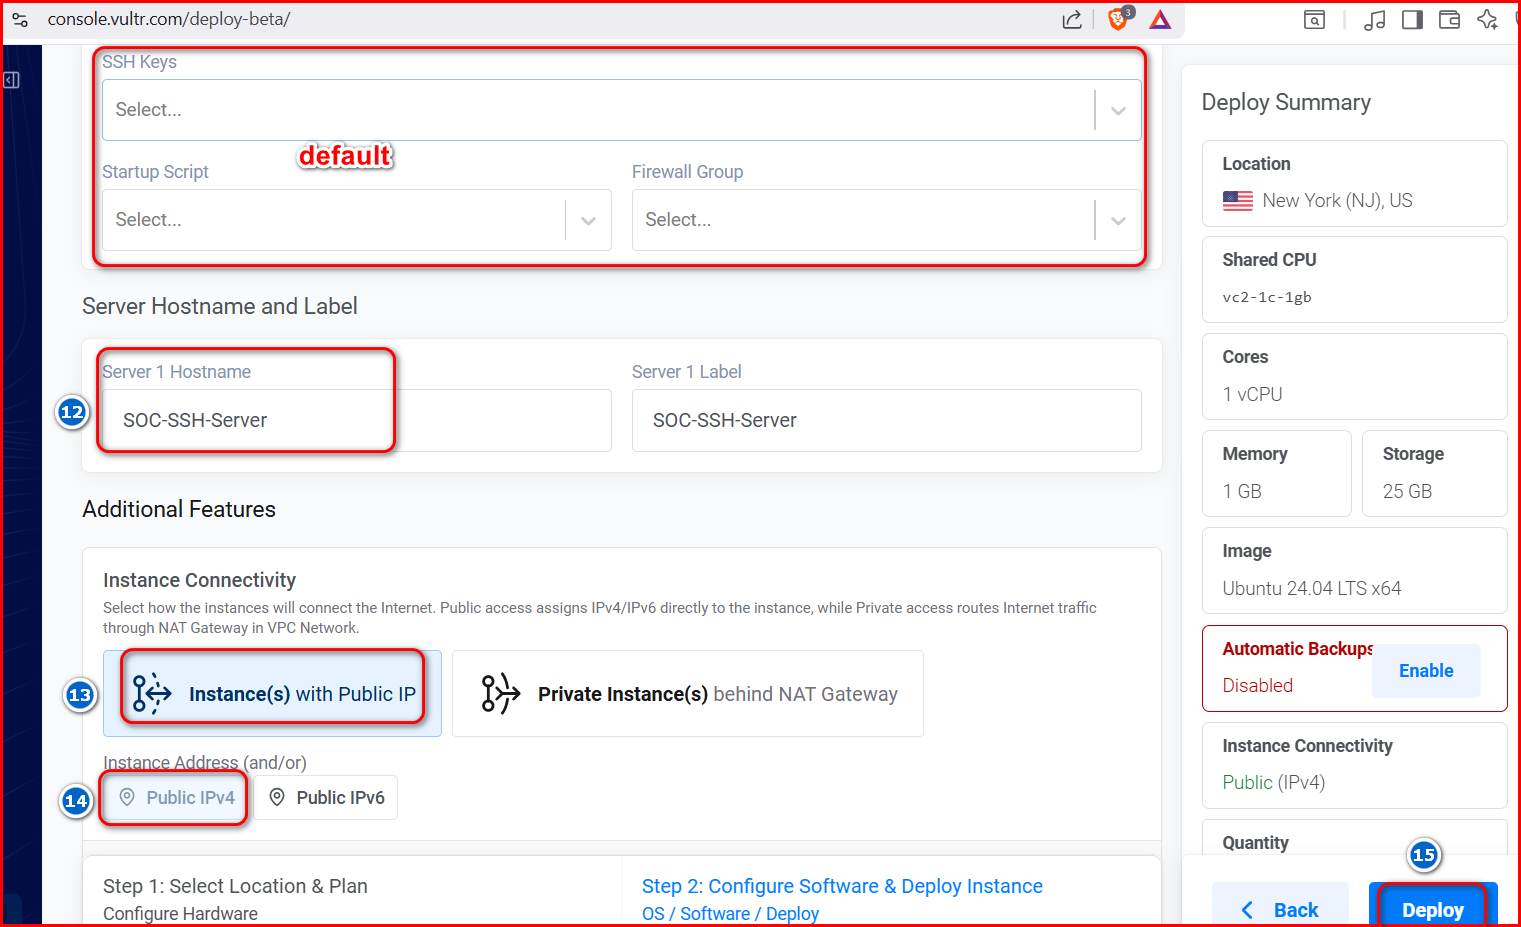 console.vultr.com/deploy-beta/
3
SSH Keys
Select...
default
Startup Script
Firewall Group
Select...
Select...
Server Hostname and Label
Server 1 Hostname
Server 1 Label
12
SOC-SSH-Server
SOC-SSH-Server
Additional Features
Instance Connectivity
Select how the instances will connect the Internet. Public access assigns IPv4/IPv6 directly to the instance, while Private access routes Internet traffic
through NAT Gateway in VPC Network.
13
Instance(s) with Public IP
Private Instance(s) behind NAT Gateway
Instance Address (and/or)
14
Public IPv4
Public IPv6
Step 1: Select Location & Plan
Configure Hardware
Step 2: Configure Software & Deploy Instance
OS / Software / Deploy
Deploy Summary
Location
New York (NJ), US
Shared CPU
vc2-1c-1gb
Cores
1 vCPU
Memory
1 GB
Storage
25 GB
Image
Ubuntu 24.04 LTS x64
Automatic Backups
Disabled
Enable
Instance Connectivity
Public (IPv4)
Quantity
15
Back
Deploy